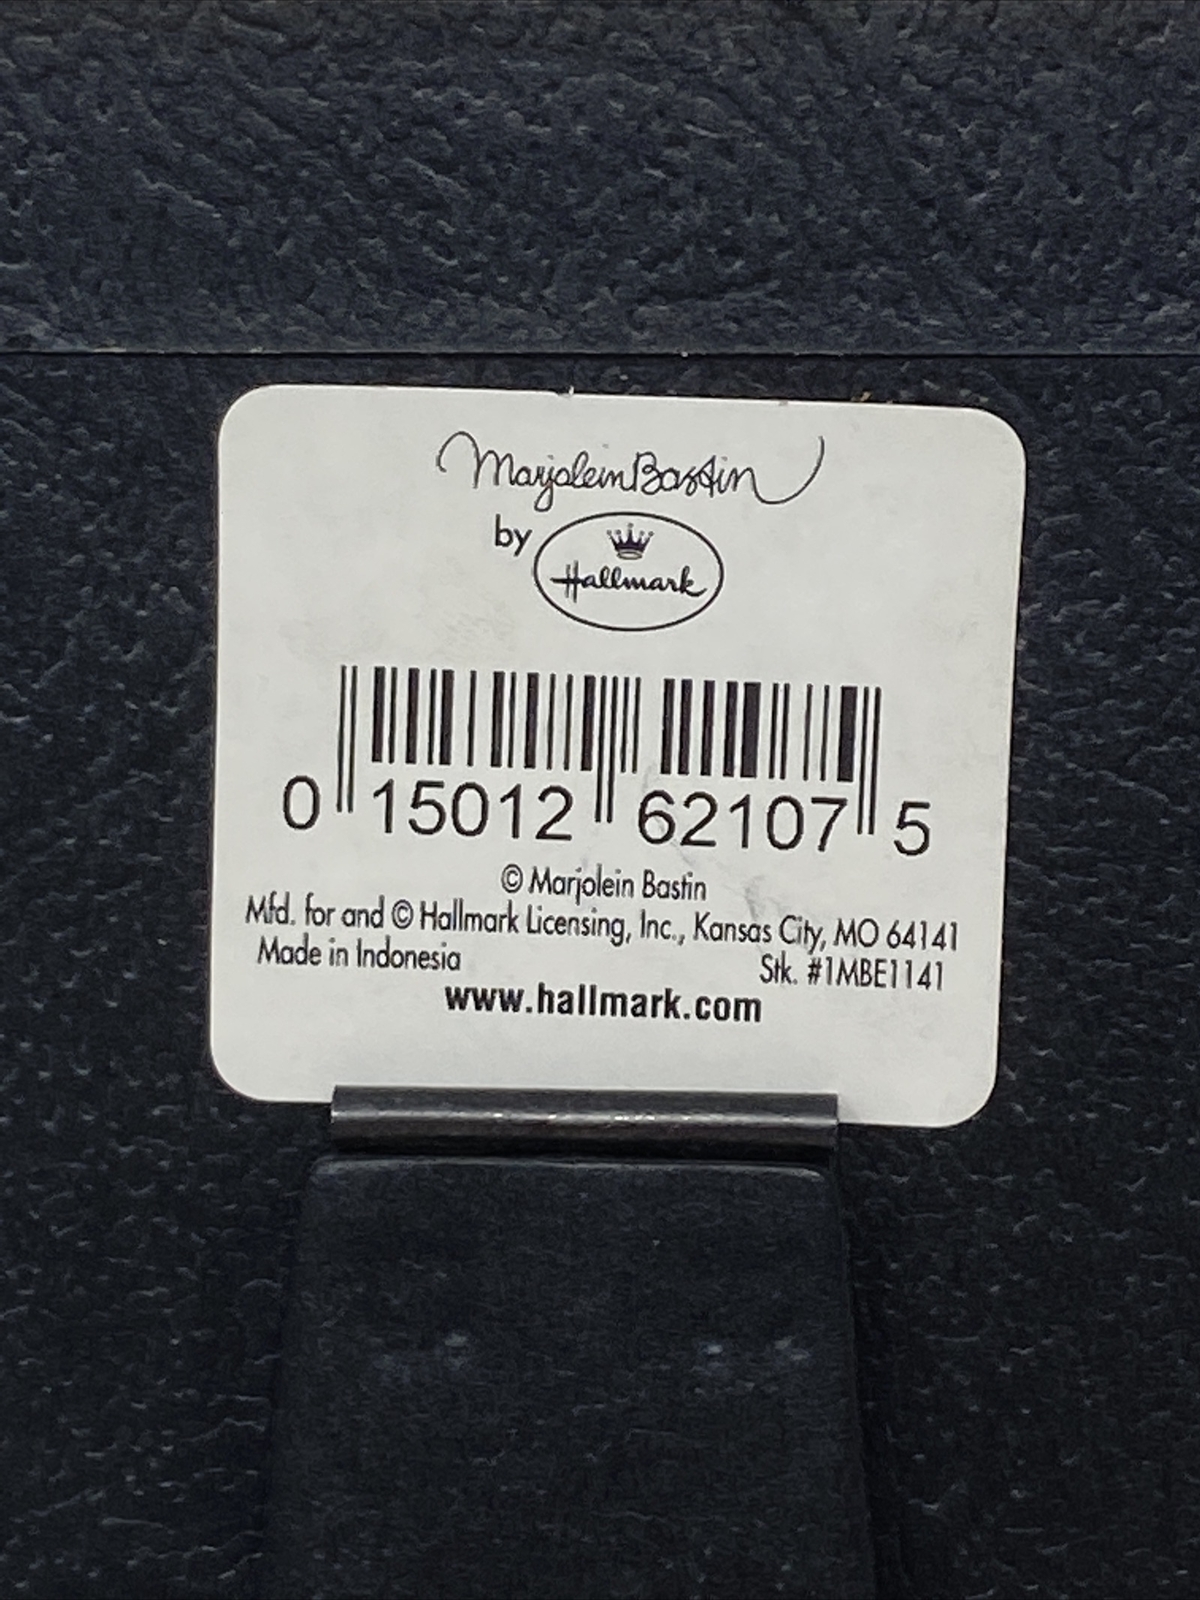 Marjolein Bastin
by Hallmark
0 15012 62107 5
© Marjolein Bastin
Mfd. for and © Hallmark Licensing, Inc., Kansas City, MO 64141
Made in Indonesia Stk. #1MBE1141
www.hallmark.com